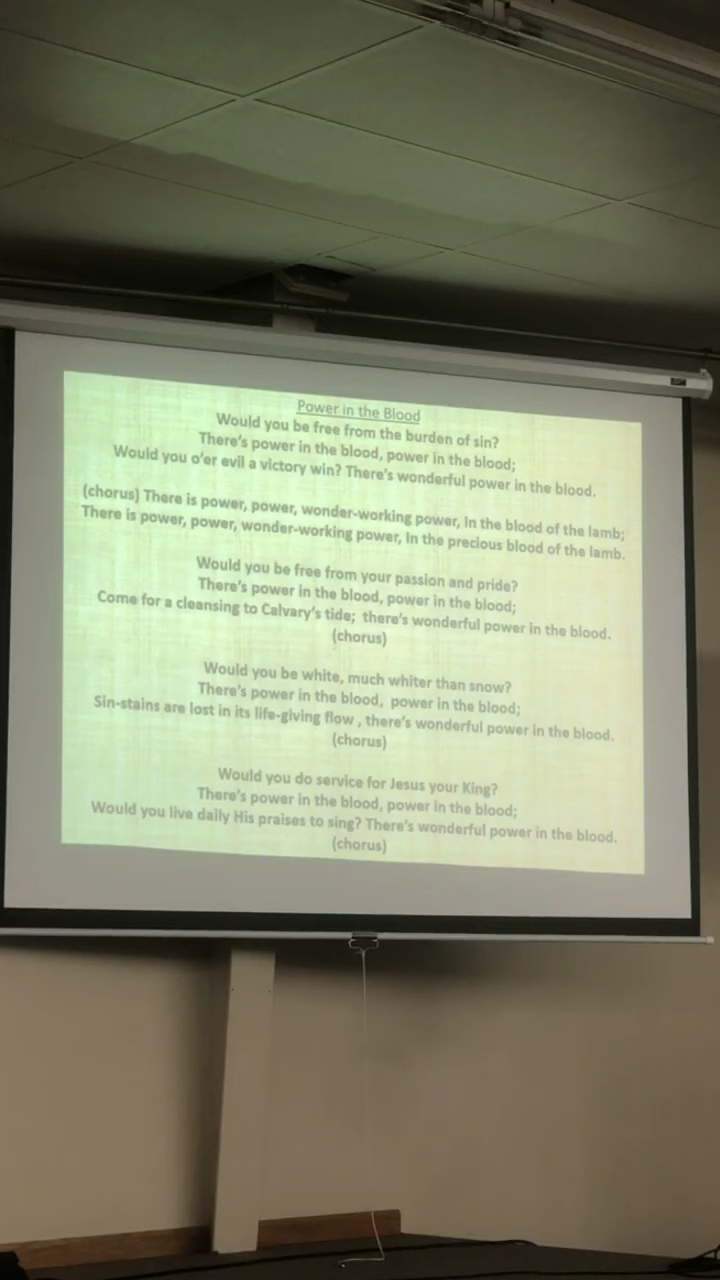 Power in the Blood
Would you be free from the burden of sin?
There's power in the blood, power in the blood;
Would you o'er evil a victory win? There's wonderful power in the blood.
(chorus) There is power, power, wonder-working power, In the blood of the lamb;
There is power, power, wonder-working power, In the precious blood of the lamb.
Would you be free from your passion and pride?
There's power in the blood, power in the blood;
Come for a cleansing to Calvary's tide; there's wonderful power in the blood.
(chorus)
Would you be white, much whiter than snow?
There's power in the blood, power in the blood;
Sin-stains are lost in its life-giving flow , there's wonderful power in the blood.
(chorus)
Would you do service for Jesus your King?
There's power in the blood, power in the blood;
Would you live daily His praises to sing? There's wonderful power in the blood.
(chorus)